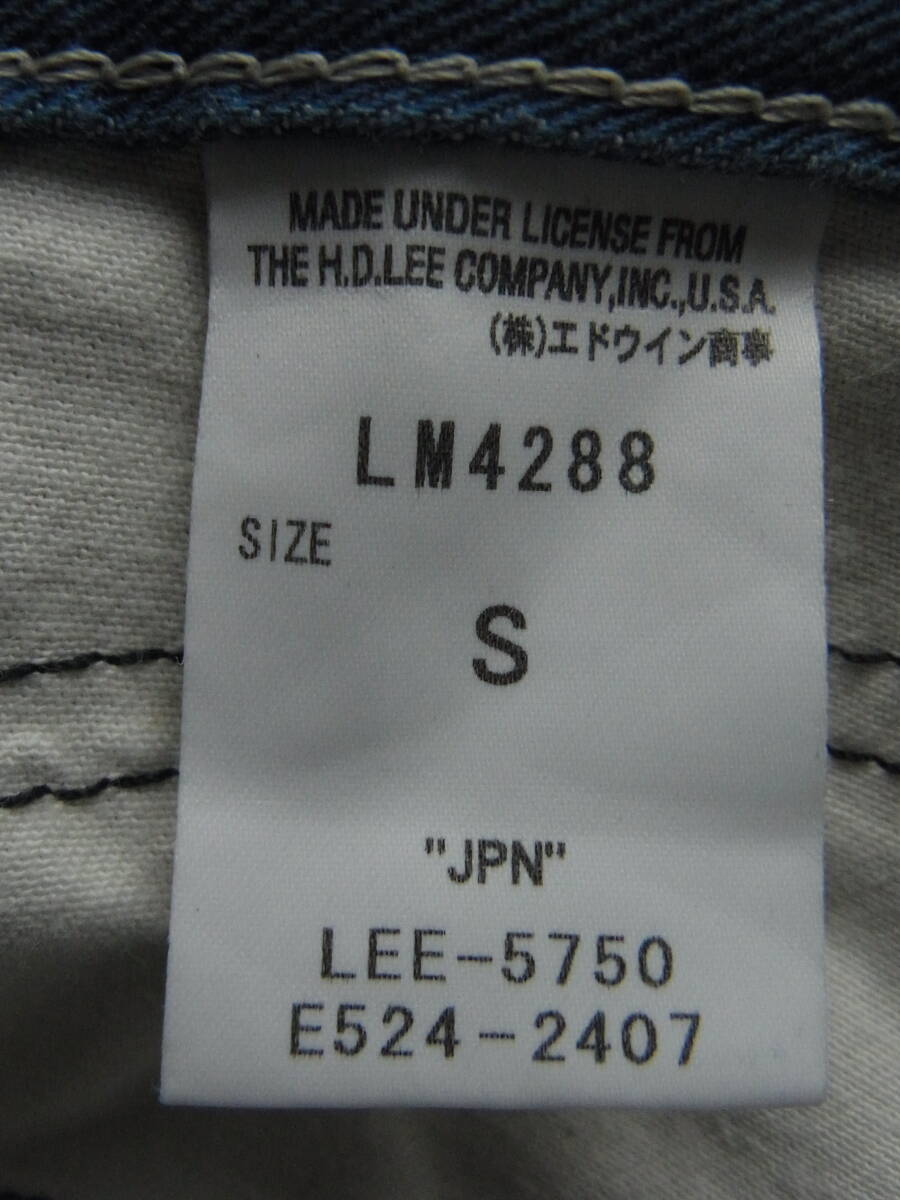 MADE UNDER LICENSE FROM
THE H.D.LEE COMPANY,INC.,U.S.A.
(株)エドウイン商事
LM4288
SIZE
S
"JPN"
LEE-5750
E524-2407